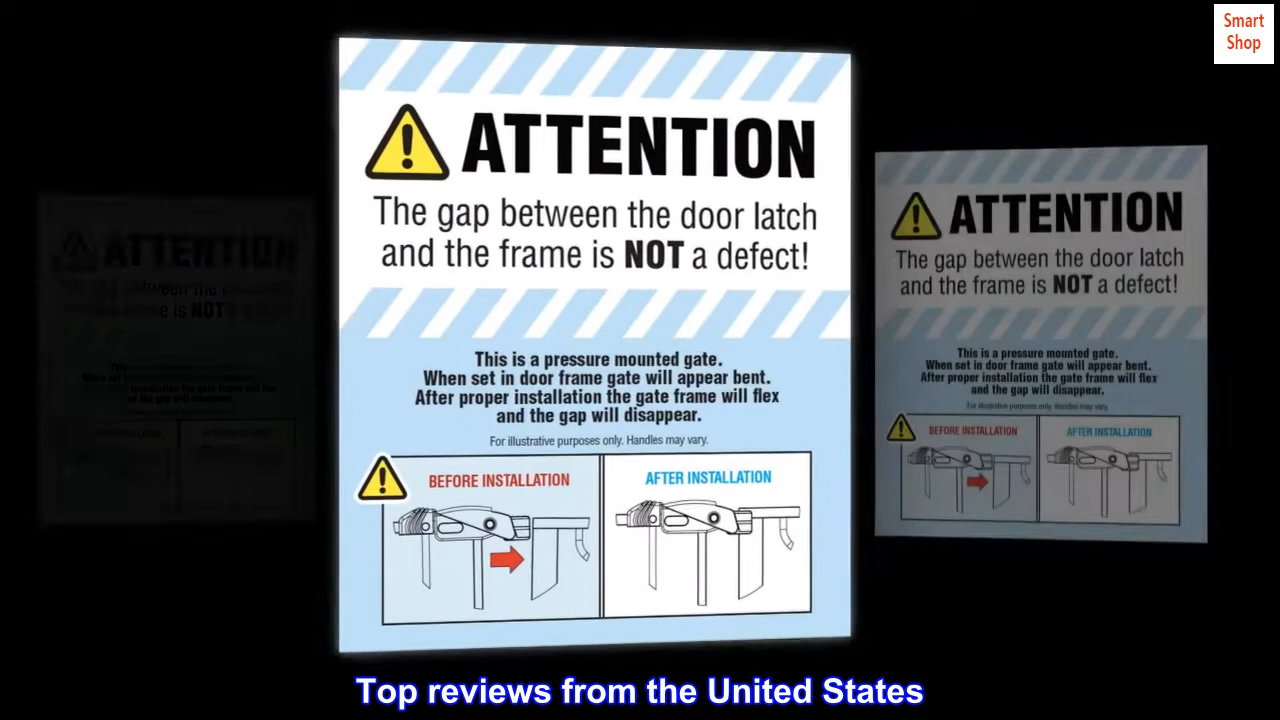 Smart
Shop
ATTENTION
The gap between the door latch
and the frame is NOT a defect!
This is a pressure mounted gate.
When set in door frame gate will appear bent.
After proper installation the gate frame will flex
and the gap will disappear.
For illustrative purposes only. Handles may vary.
BEFORE INSTALLATION
AFTER INSTALLATION
ATTENTION
The gap between the door latch
and the frame is NOT a defect!
This is a pressure mounted gate.
When set in door frame gate will appear bent.
After proper installation the gate frame will flex
and the gap will disappear.
For illustrative purposes only. Handles may vary.
BEFORE INSTALLATION
AFTER INSTALLATION
ATTENTION
is NOT
Top reviews from the United States